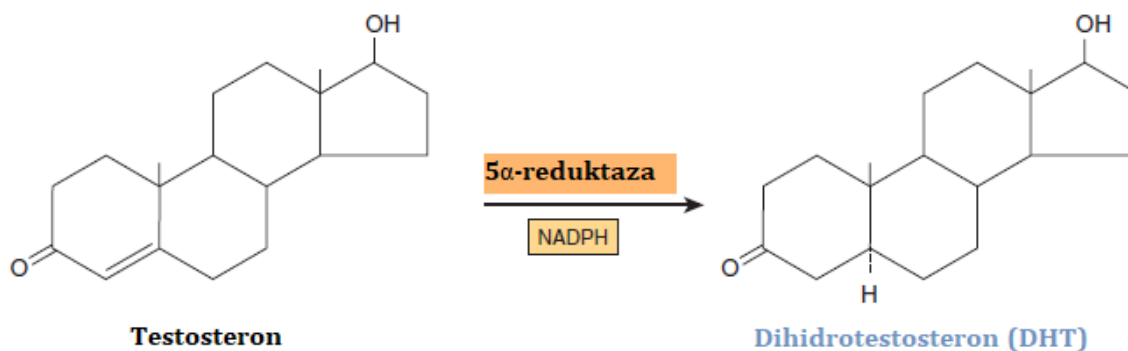 OH
OH
5α-reduktaza
NADPH
O
O
H
Testosteron
Dihidrotestosteron (DHT)